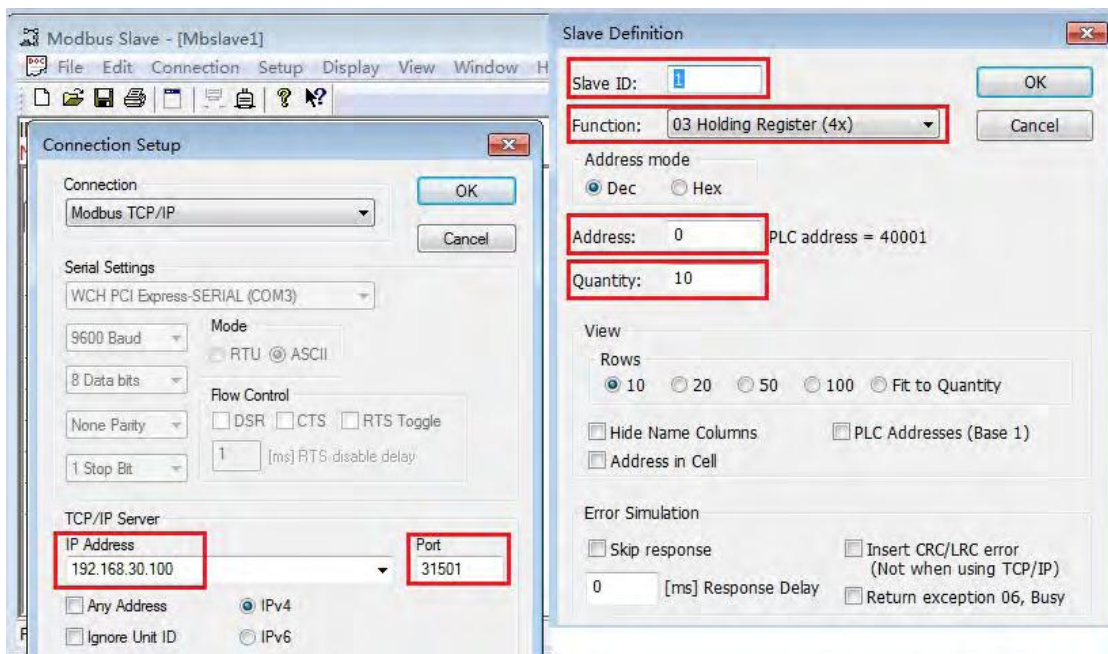 Modbus Slave - [Mbslave1]
File Edit Connection Setup Display View Window H
Connection Setup
Connection
Modbus TCP/IP
OK
Cancel
Serial Settings
WCH PCI Express-SERIAL (COM3)
9600 Baud
Mode
RTU ASCII
8 Data bits
Flow Control
None Parity
DSR CTS RTS Toggle
1 [ms] RTS disable delay
1 Stop Bit
TCP/IP Server
IP Address
Port
192.168.30.100
31501
Any Address
IPv4
Ignore Unit ID
IPv6
Slave Definition
Slave ID: 1
OK
Function: 03 Holding Register (4x)
Cancel
Address mode
Dec Hex
Address: 0 PLC address = 40001
Quantity: 10
View
Rows
10 20 50 100 Fit to Quantity
Hide Name Columns
PLC Addresses (Base 1)
Address in Cell
Error Simulation
Skip response
Insert CRC/LRC error
(Not when using TCP/IP)
0 [ms] Response Delay
Return exception 06, Busy